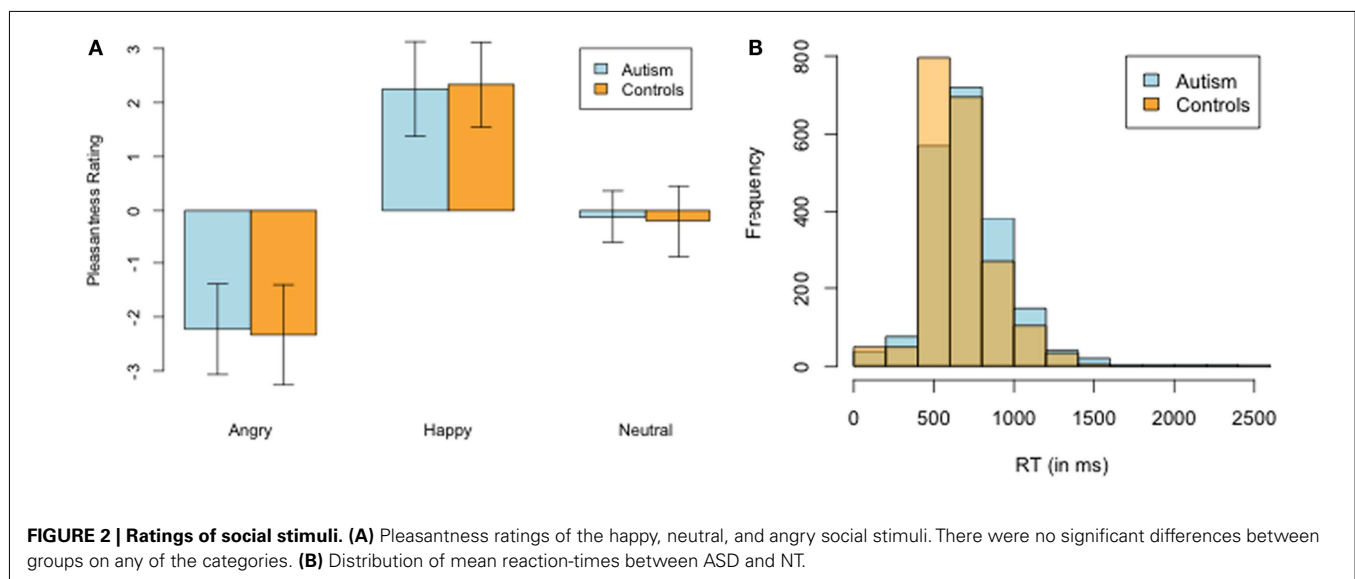 A
3
2
1
0
-1
-2
-3
Pleasantness Rating
Autism
Controls
Angry Happy Neutral
B
800
600
400
200
0
Frequency
Autism
Controls
0 500 1000 1500 2000 2500
RT (in ms)
FIGURE 2 | Ratings of social stimuli. (A) Pleasantness ratings of the happy, neutral, and angry social stimuli. There were no significant differences between
groups on any of the categories. (B) Distribution of mean reaction-times between ASD and NT.